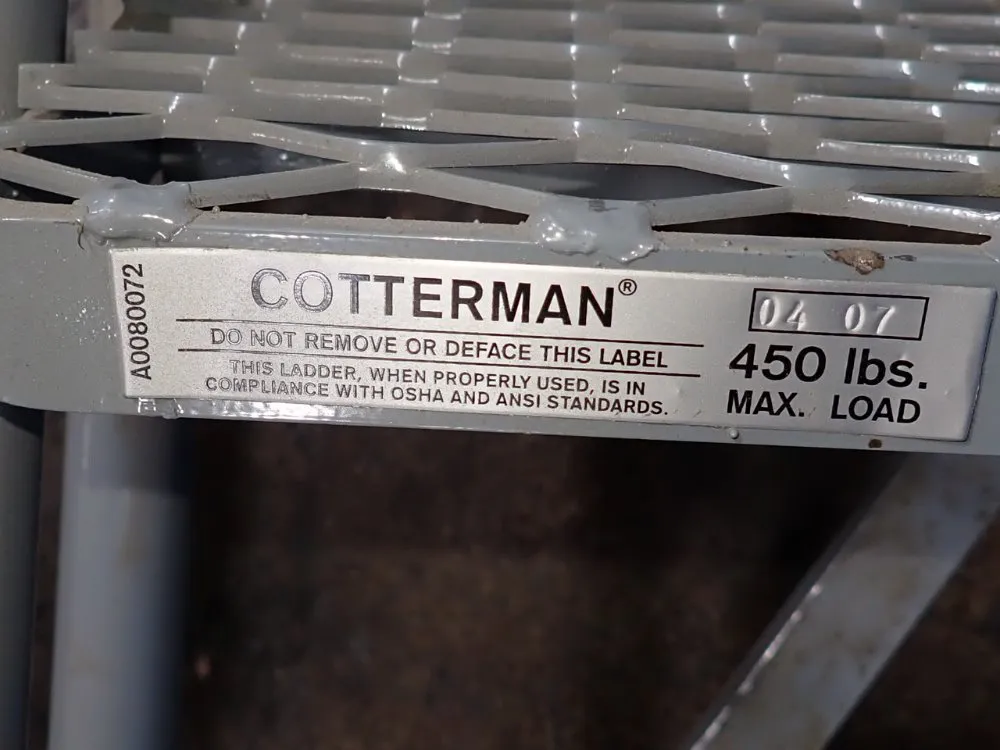 A0080072
COTTERMAN®
DO NOT REMOVE OR DEFACE THIS LABEL
THIS LADDER, WHEN PROPERLY USED, IS IN
COMPLIANCE WITH OSHA AND ANSI STANDARDS.
04 07
450 lbs.
MAX. LOAD